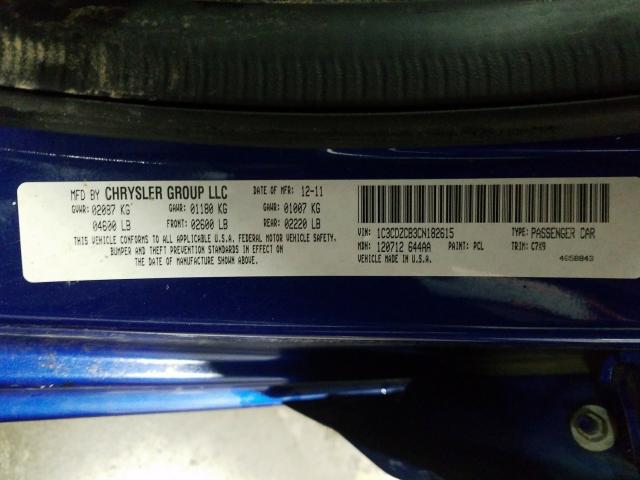 MFD BY CHRYSLER GROUP LLC DATE OF MFR: 12-11
GVWR: 02087 KG GAWR: 01180 KG GAWR: 01007 KG
04600 LB FRONT: 02600 LB REAR: 02220 LB
THIS VEHICLE CONFORMS TO ALL APPLICABLE U.S.A. FEDERAL MOTOR VEHICLE SAFETY,
BUMPER AND THEFT PREVENTION STANDARDS IN EFFECT ON
THE DATE OF MANUFACTURE SHOWN ABOVE.
VIN: 1C3CDZCB3CN182615 TYPE: PASSENGER CAR
MDH: 120712 644AA PAINT: PCL TRIM: C7X9
VEHICLE MADE IN U.S.A. 4658843